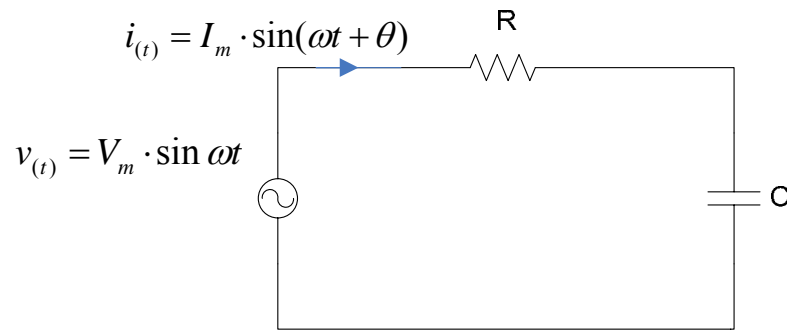 i(t) = Im · sin(ωt + θ)
R
v(t) = Vm · sin ωt
C